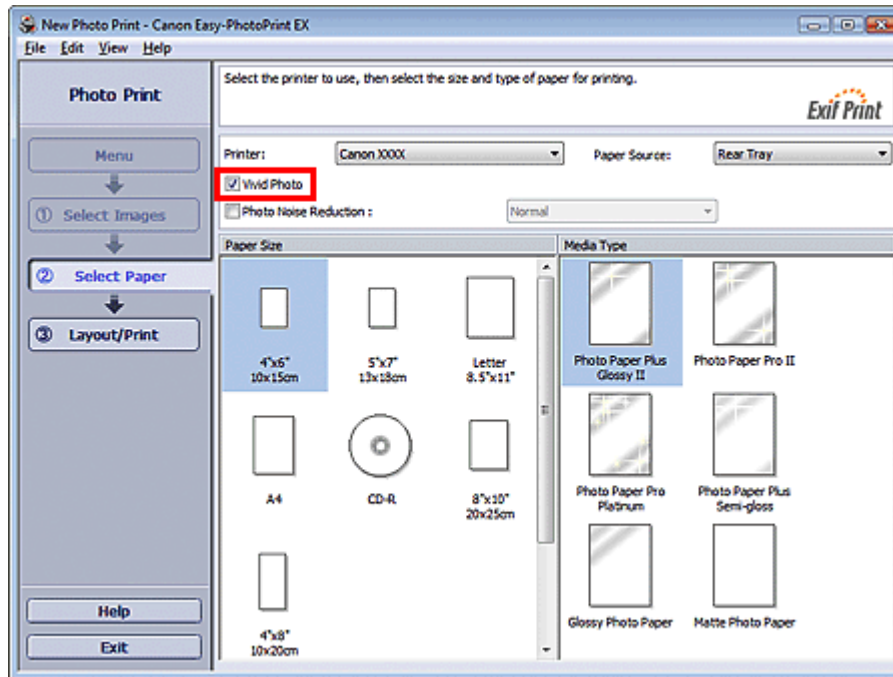 New Photo Print - Canon Easy-PhotoPrint EX
File Edit View Help
Photo Print
Select the printer to use, then select the size and type of paper for printing.
Exif Print
Menu
① Select Images
② Select Paper
③ Layout/Print
Help
Exit
Printer: Canon XXXX Paper Source: Rear Tray
Vivid Photo
Photo Noise Reduction : Normal
Paper Size
4"x6"
10x15cm
5"x7"
13x18cm
Letter
8.5"x11"
A4
CD-R
8"x10"
20x25cm
4"x8"
10x20cm
Media Type
Photo Paper Plus
Glossy II
Photo Paper Pro II
Photo Paper Pro
Platinum
Photo Paper Plus
Semi-gloss
Glossy Photo Paper
Matte Photo Paper